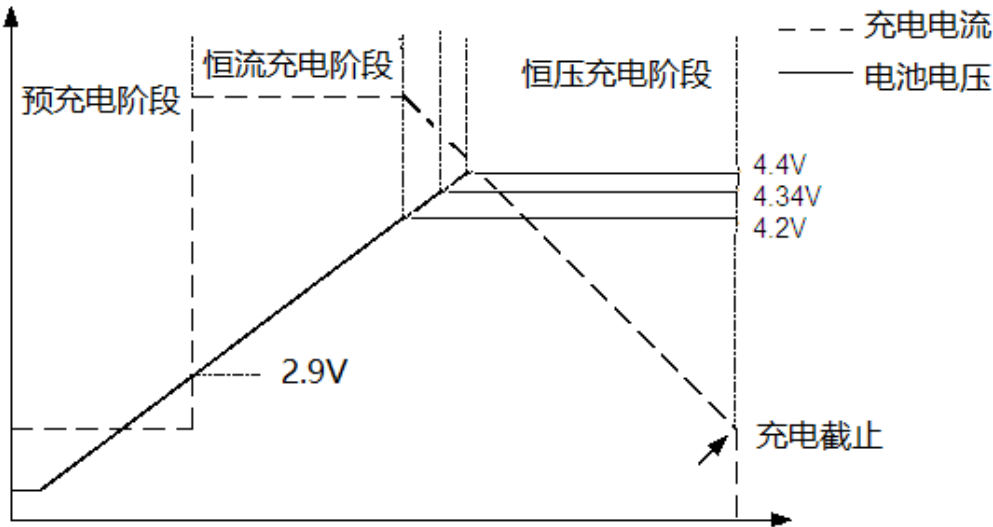 充电电流
恒流充电阶段
恒压充电阶段
电池电压
预充电阶段
4.4V
4.34V
4.2V
2.9V
充电截止